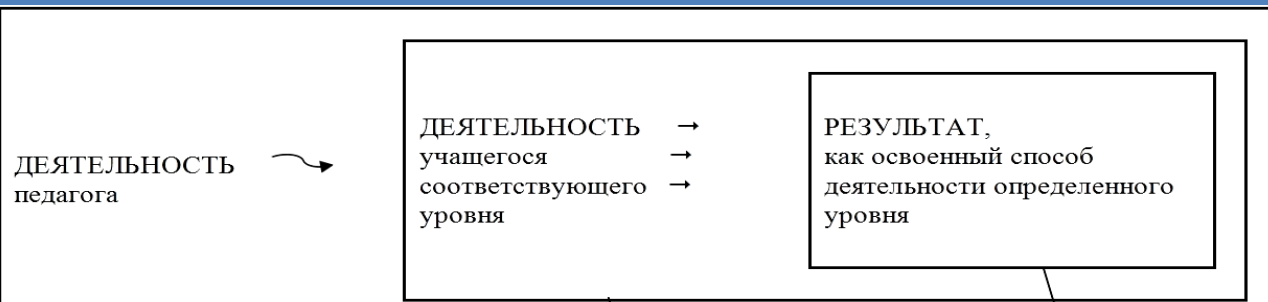 ДЕЯТЕЛЬНОСТЬ
педагога
ДЕЯТЕЛЬНОСТЬ →
учащегося →
соответствующего →
уровня
РЕЗУЛЬТАТ,
как освоенный способ
деятельности определенного
уровня